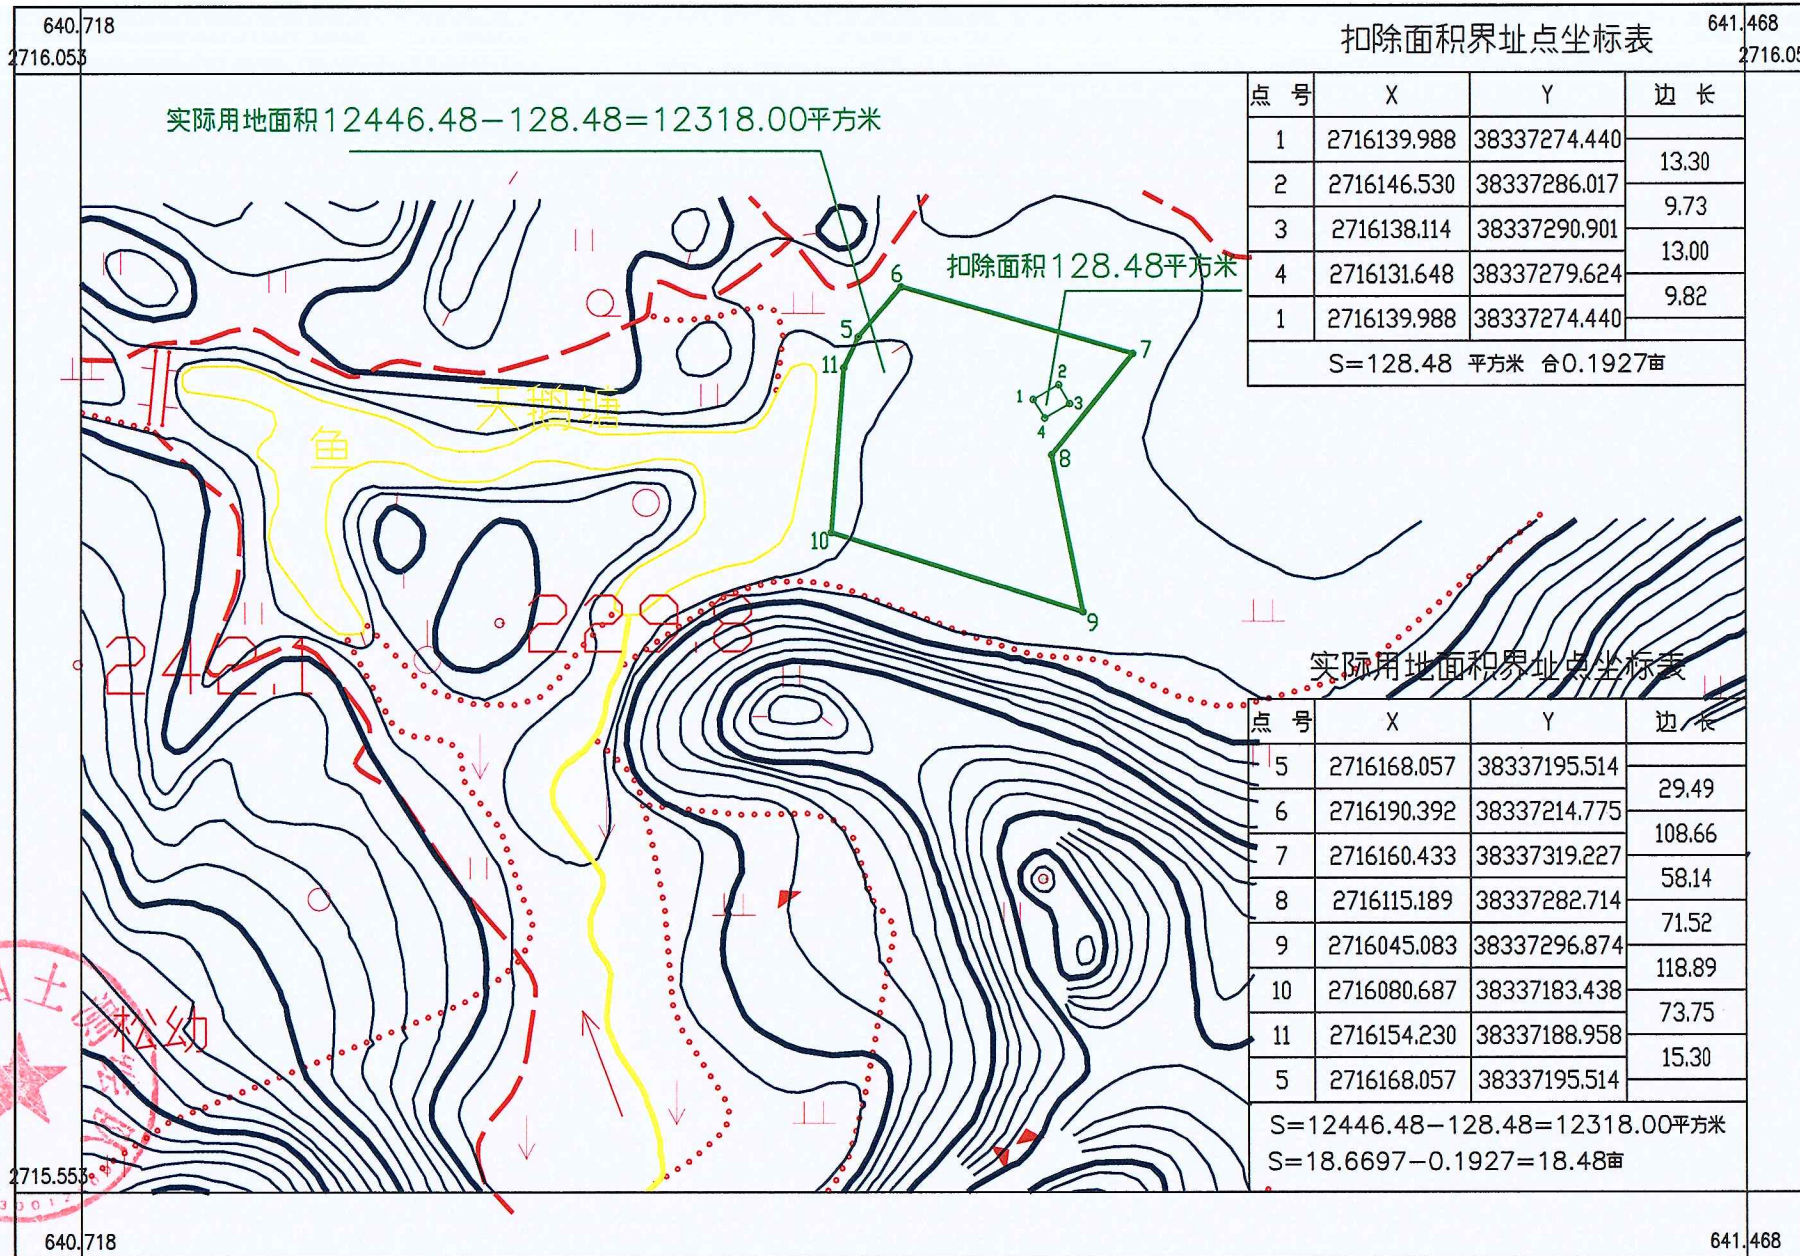 640.718
641.468
2716.053
2716.05
扣除面积界址点坐标表
点 号 X Y 边 长
1 2716139.988 38337274.440
13.30
2 2716146.530 38337286.017
9.73
3 2716138.114 38337290.901
13.00
4 2716131.648 38337279.624
9.82
1 2716139.988 38337274.440
S=128.48 平方米 合0.1927亩
实际用地面积12446.48-128.48=12318.00平方米
扣除面积128.48平方米
6
5
7
11
2
1
3
4
8
10
9
天鹅塘
鱼
229.8
242.1
松幼
实际用地面积界址点坐标表
点 号 X Y 边 长
5 2716168.057 38337195.514
29.49
6 2716190.392 38337214.775
108.66
7 2716160.433 38337319.227
58.14
8 2716115.189 38337282.714
71.52
9 2716045.083 38337296.874
118.89
10 2716080.687 38337183.438
73.75
11 2716154.230 38337188.958
15.30
5 2716168.057 38337195.514
S=12446.48-128.48=12318.00平方米
S=18.6697-0.1927=18.48亩
土测
2715.553
640.718
641.468